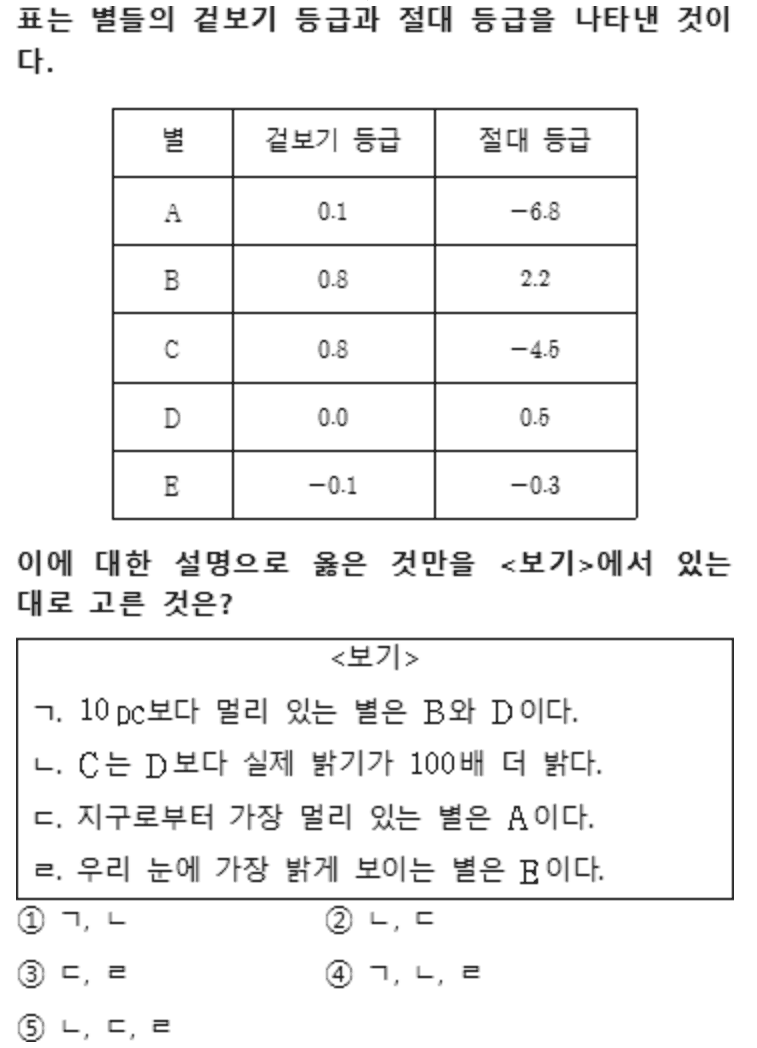 표는 별들의 겉보기 등급과 절대 등급을 나타낸 것이
다.
별 겉보기 등급 절대 등급
A 0.1 −6.8
B 0.8 2.2
C 0.8 −4.5
D 0.0 0.5
E −0.1 −0.3
이에 대한 설명으로 옳은 것만을 <보기>에서 있는
대로 고른 것은?
<보기>
ㄱ. 10pc보다 멀리 있는 별은 B와 D이다.
ㄴ. C는 D보다 실제 밝기가 100배 더 밝다.
ㄷ. 지구로부터 가장 멀리 있는 별은 A이다.
ㄹ. 우리 눈에 가장 밝게 보이는 별은 E이다.
① ㄱ, ㄴ ② ㄴ, ㄷ
③ ㄷ, ㄹ ④ ㄱ, ㄴ, ㄹ
⑤ ㄴ, ㄷ, ㄹ